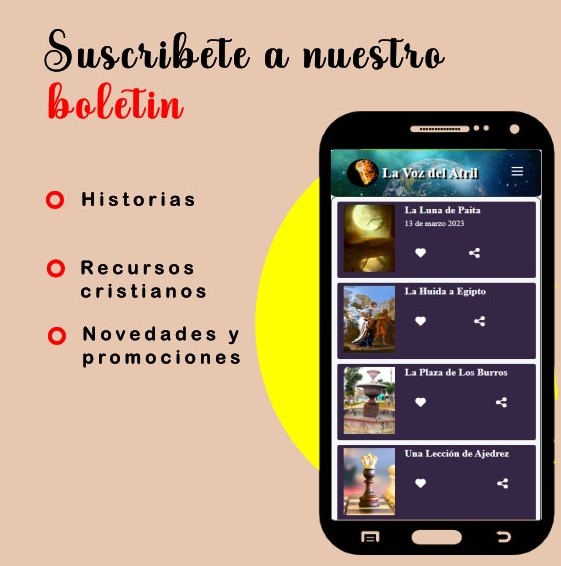 Suscribete a nuestro
boletin
Historias
Recursos
cristianos
Novedades y
promociones
La Voz del Atril
La Luna de Paita
13 de marzo 2023
La Huida a Egipto
La Plaza de Los Burros
Una Lección de Ajedrez